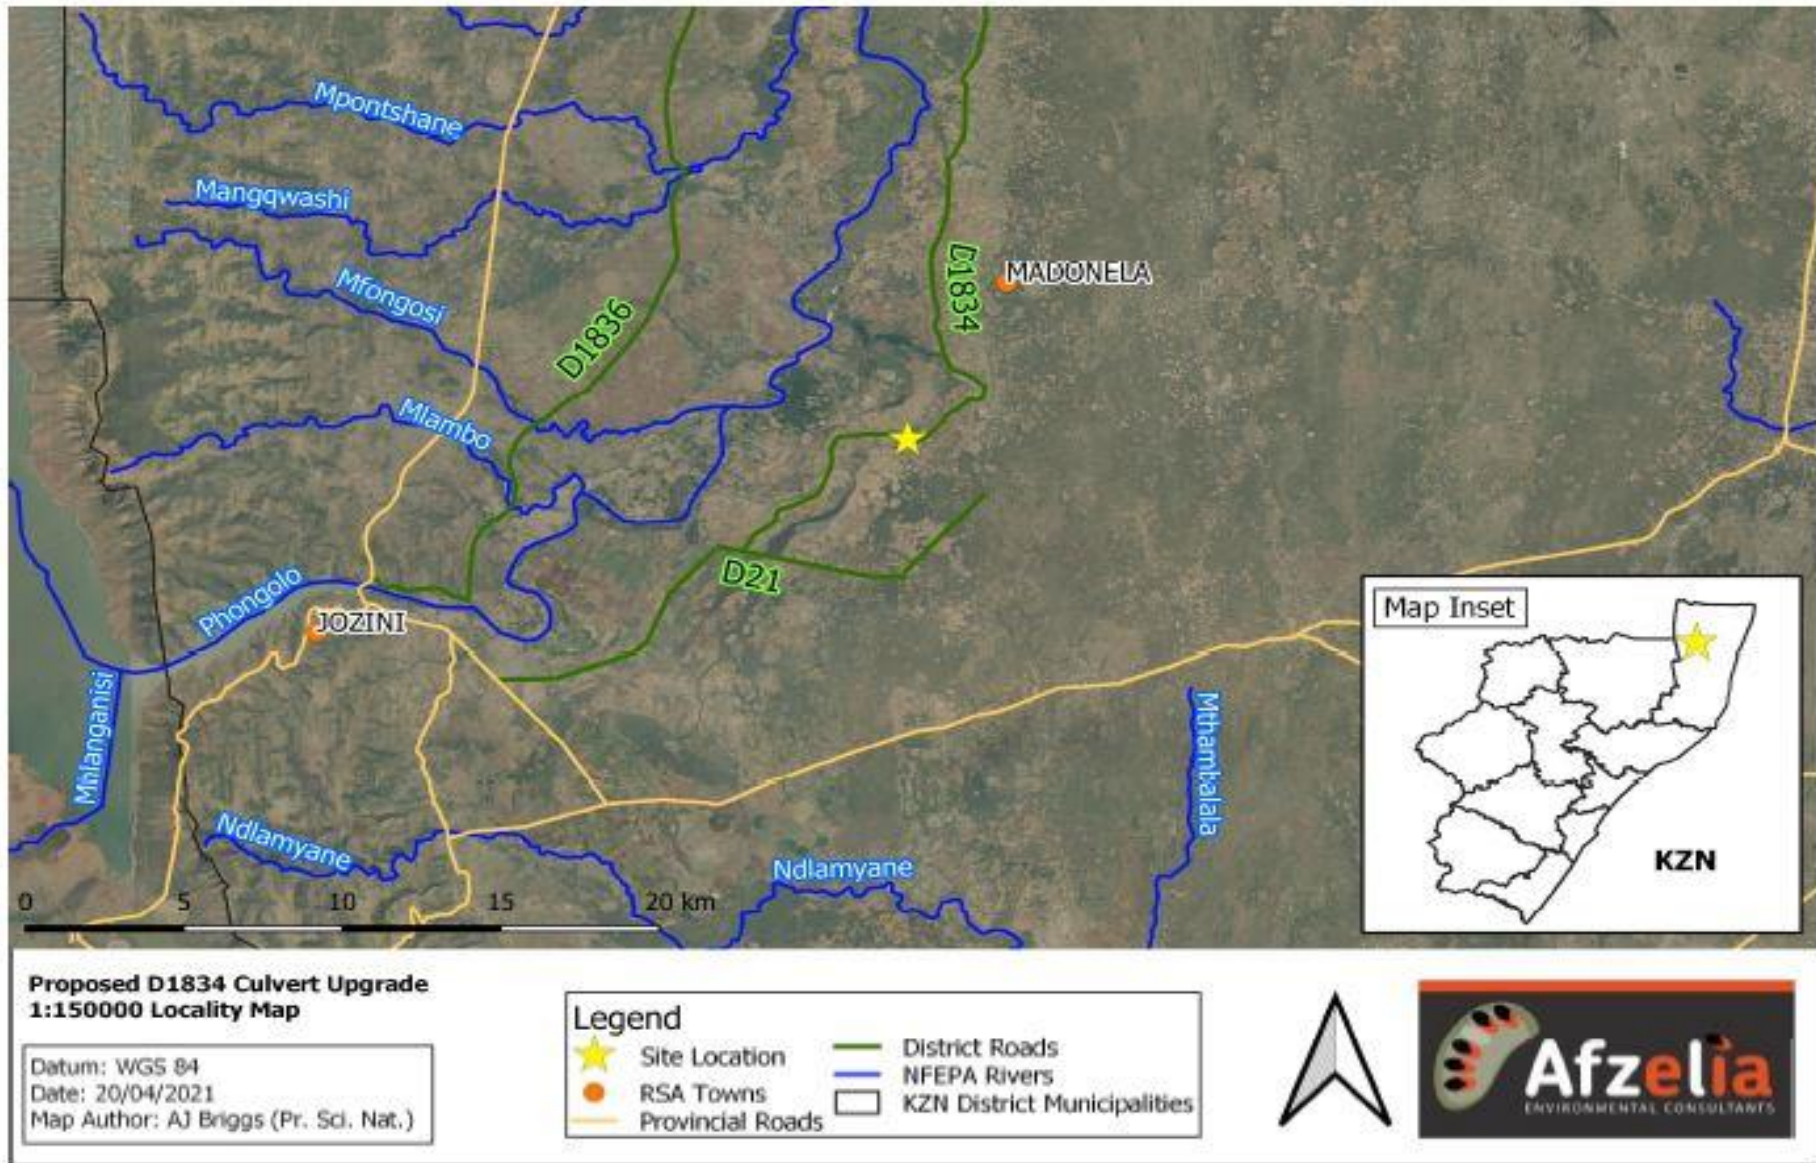 Mpontshane
Mangqwashi
Mfongosi
D1836
D1834
MADONELA
Mlambo
Phongolo
JOZINI
D21
Mhlanganisi
Ndlamyane
Ndlamyane
Mthambalala
Map Inset
KZN
0 5 10 15 20 km
Proposed D1834 Culvert Upgrade
1:150000 Locality Map
Datum: WGS 84
Date: 20/04/2021
Map Author: AJ Briggs (Pr. Sci. Nat.)
Legend
Site Location
RSA Towns
Provincial Roads
District Roads
NFEPA Rivers
KZN District Municipalities
Afzelia
ENVIRONMENTAL CONSULTANTS